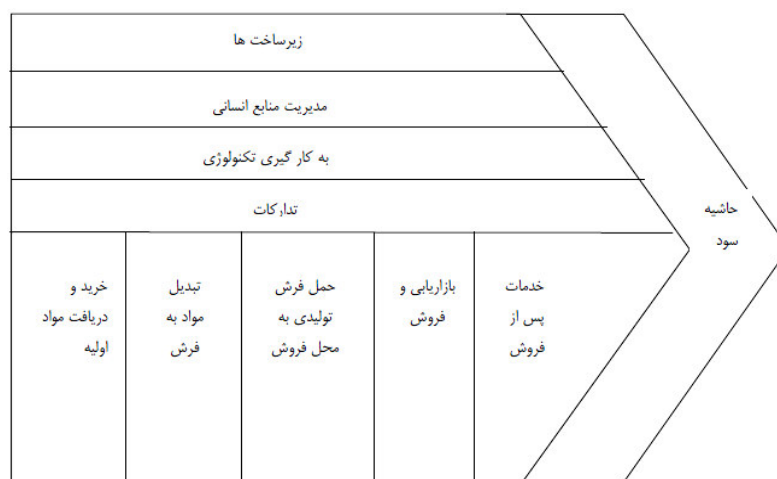 زیرساخت ها
مدیریت منابع انسانی
به کار گیری تکنولوژی
تدارکات
حاشیه
سود
خرید و
دریافت مواد
اولیه
تبدیل
مواد به
فرش
حمل فرش
تولیدی به
محل فروش
بازاریابی و
فروش
خدمات
پس از
فروش